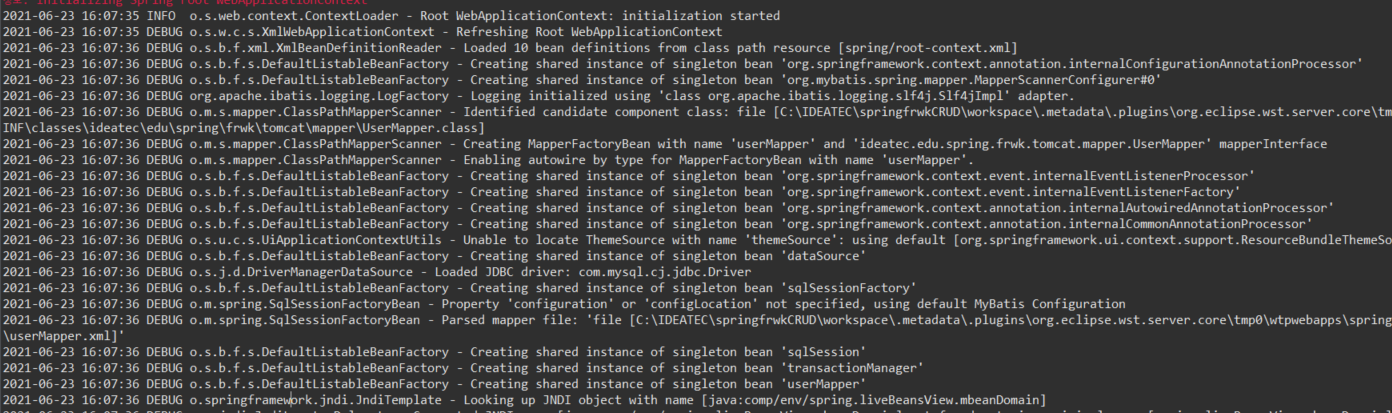 정보: Initializing Spring root WebApplicationContext
2021-06-23 16:07:35 INFO  o.s.web.context.ContextLoader - Root WebApplicationContext: initialization started
2021-06-23 16:07:35 DEBUG o.s.w.c.s.XmlWebApplicationContext - Refreshing Root WebApplicationContext
2021-06-23 16:07:36 DEBUG o.s.b.f.xml.XmlBeanDefinitionReader - Loaded 10 bean definitions from class path resource [spring/root-context.xml]
2021-06-23 16:07:36 DEBUG o.s.b.f.s.DefaultListableBeanFactory - Creating shared instance of singleton bean 'org.springframework.context.annotation.internalConfigurationAnnotationProcessor'
2021-06-23 16:07:36 DEBUG o.s.b.f.s.DefaultListableBeanFactory - Creating shared instance of singleton bean 'org.mybatis.spring.mapper.MapperScannerConfigurer#0'
2021-06-23 16:07:36 DEBUG org.apache.ibatis.logging.LogFactory - Logging initialized using 'class org.apache.ibatis.logging.slf4j.Slf4jImpl' adapter.
2021-06-23 16:07:36 DEBUG o.m.s.mapper.ClassPathMapperScanner - Identified candidate component class: file [C:\IDEATEC\springfrwkCRUD\workspace\.metadata\.plugins\org.eclipse.wst.server.core\tm
INF\classes\ideatec\edu\spring\frwk\tomcat\mapper\UserMapper.class]
2021-06-23 16:07:36 DEBUG o.m.s.mapper.ClassPathMapperScanner - Creating MapperFactoryBean with name 'userMapper' and 'ideatec.edu.spring.frwk.tomcat.mapper.UserMapper' mapperInterface
2021-06-23 16:07:36 DEBUG o.m.s.mapper.ClassPathMapperScanner - Enabling autowire by type for MapperFactoryBean with name 'userMapper'.
2021-06-23 16:07:36 DEBUG o.s.b.f.s.DefaultListableBeanFactory - Creating shared instance of singleton bean 'org.springframework.context.event.internalEventListenerProcessor'
2021-06-23 16:07:36 DEBUG o.s.b.f.s.DefaultListableBeanFactory - Creating shared instance of singleton bean 'org.springframework.context.event.internalEventListenerFactory'
2021-06-23 16:07:36 DEBUG o.s.b.f.s.DefaultListableBeanFactory - Creating shared instance of singleton bean 'org.springframework.context.annotation.internalAutowiredAnnotationProcessor'
2021-06-23 16:07:36 DEBUG o.s.b.f.s.DefaultListableBeanFactory - Creating shared instance of singleton bean 'org.springframework.context.annotation.internalCommonAnnotationProcessor'
2021-06-23 16:07:36 DEBUG o.s.u.c.s.UiApplicationContextUtils - Unable to locate ThemeSource with name 'themeSource': using default [org.springframework.ui.context.support.ResourceBundleThemeSo
2021-06-23 16:07:36 DEBUG o.s.b.f.s.DefaultListableBeanFactory - Creating shared instance of singleton bean 'dataSource'
2021-06-23 16:07:36 DEBUG o.s.j.d.DriverManagerDataSource - Loaded JDBC driver: com.mysql.cj.jdbc.Driver
2021-06-23 16:07:36 DEBUG o.s.b.f.s.DefaultListableBeanFactory - Creating shared instance of singleton bean 'sqlSessionFactory'
2021-06-23 16:07:36 DEBUG o.m.spring.SqlSessionFactoryBean - Property 'configuration' or 'configLocation' not specified, using default MyBatis Configuration
2021-06-23 16:07:36 DEBUG o.m.spring.SqlSessionFactoryBean - Parsed mapper file: 'file [C:\IDEATEC\springfrwkCRUD\workspace\.metadata\.plugins\org.eclipse.wst.server.core\tmp0\wtpwebapps\spring
\userMapper.xml]'
2021-06-23 16:07:36 DEBUG o.s.b.f.s.DefaultListableBeanFactory - Creating shared instance of singleton bean 'sqlSession'
2021-06-23 16:07:36 DEBUG o.s.b.f.s.DefaultListableBeanFactory - Creating shared instance of singleton bean 'transactionManager'
2021-06-23 16:07:36 DEBUG o.s.b.f.s.DefaultListableBeanFactory - Creating shared instance of singleton bean 'userMapper'
2021-06-23 16:07:36 DEBUG o.springframework.jndi.JndiTemplate - Looking up JNDI object with name [java:comp/env/spring.liveBeansView.mbeanDomain]